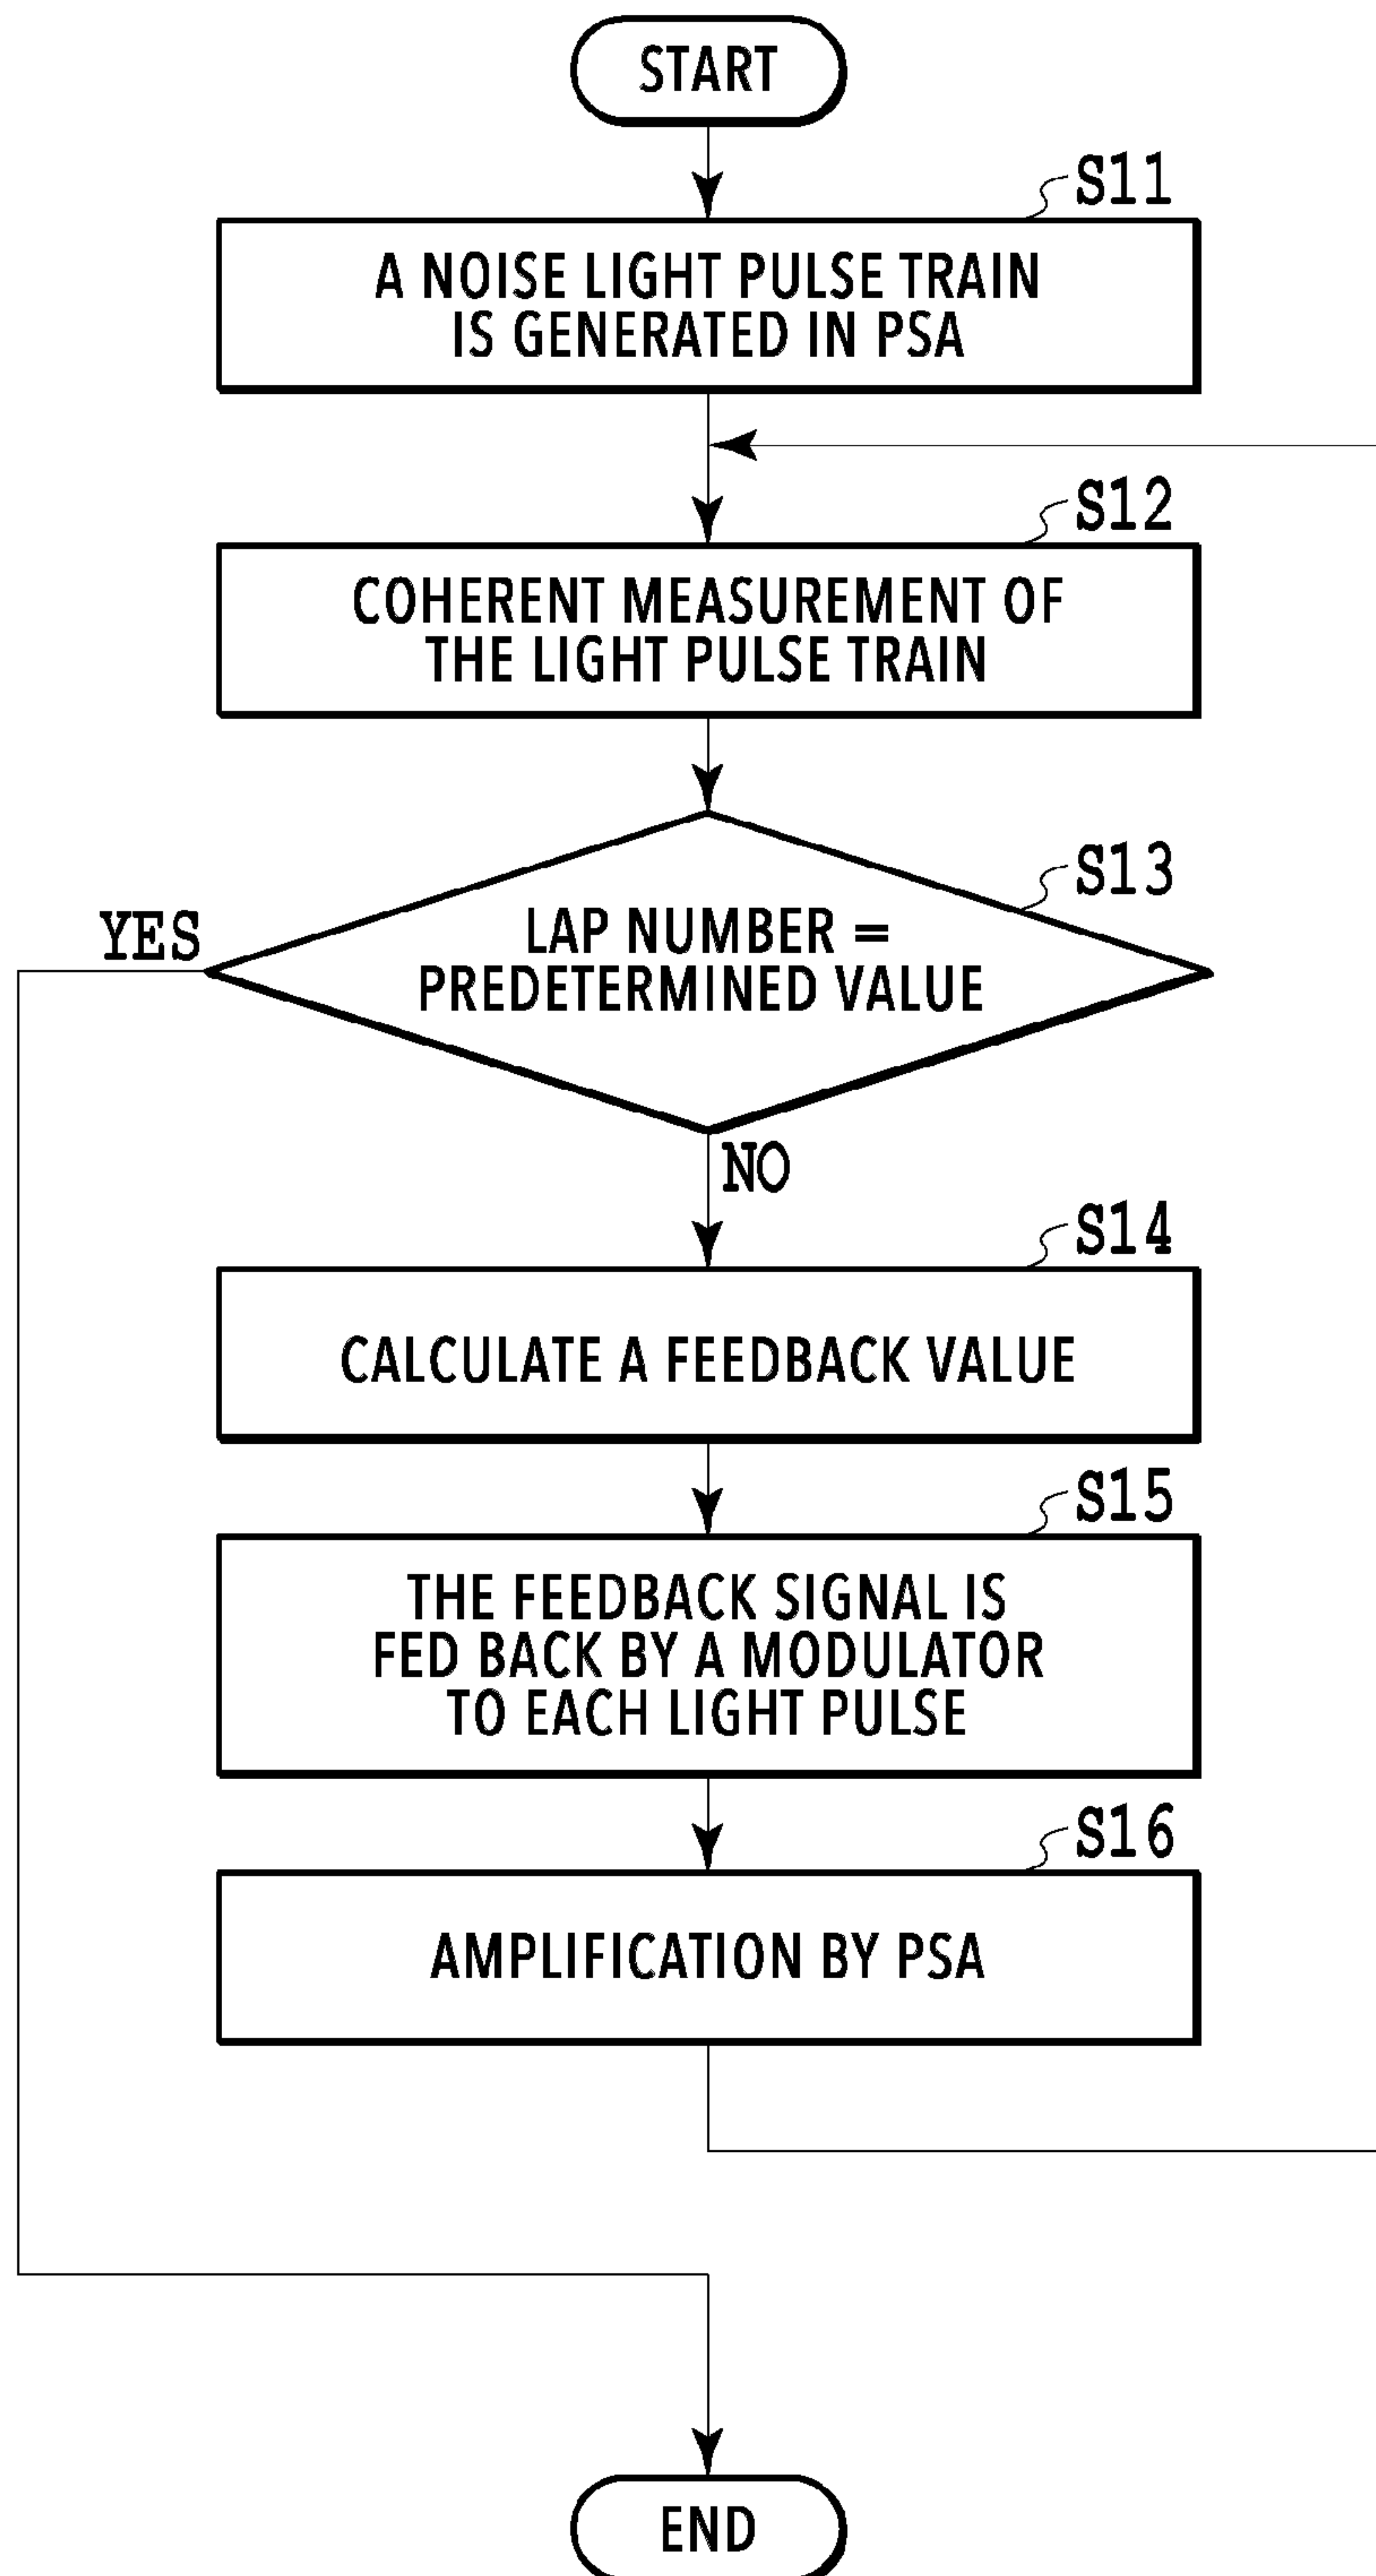 START
S11
A NOISE LIGHT PULSE TRAIN
IS GENERATED IN PSA
S12
COHERENT MEASUREMENT OF
THE LIGHT PULSE TRAIN
S13
YES
LAP NUMBER =
PREDETERMINED VALUE
NO
S14
CALCULATE A FEEDBACK VALUE
S15
THE FEEDBACK SIGNAL IS
FED BACK BY A MODULATOR
TO EACH LIGHT PULSE
S16
AMPLIFICATION BY PSA
END